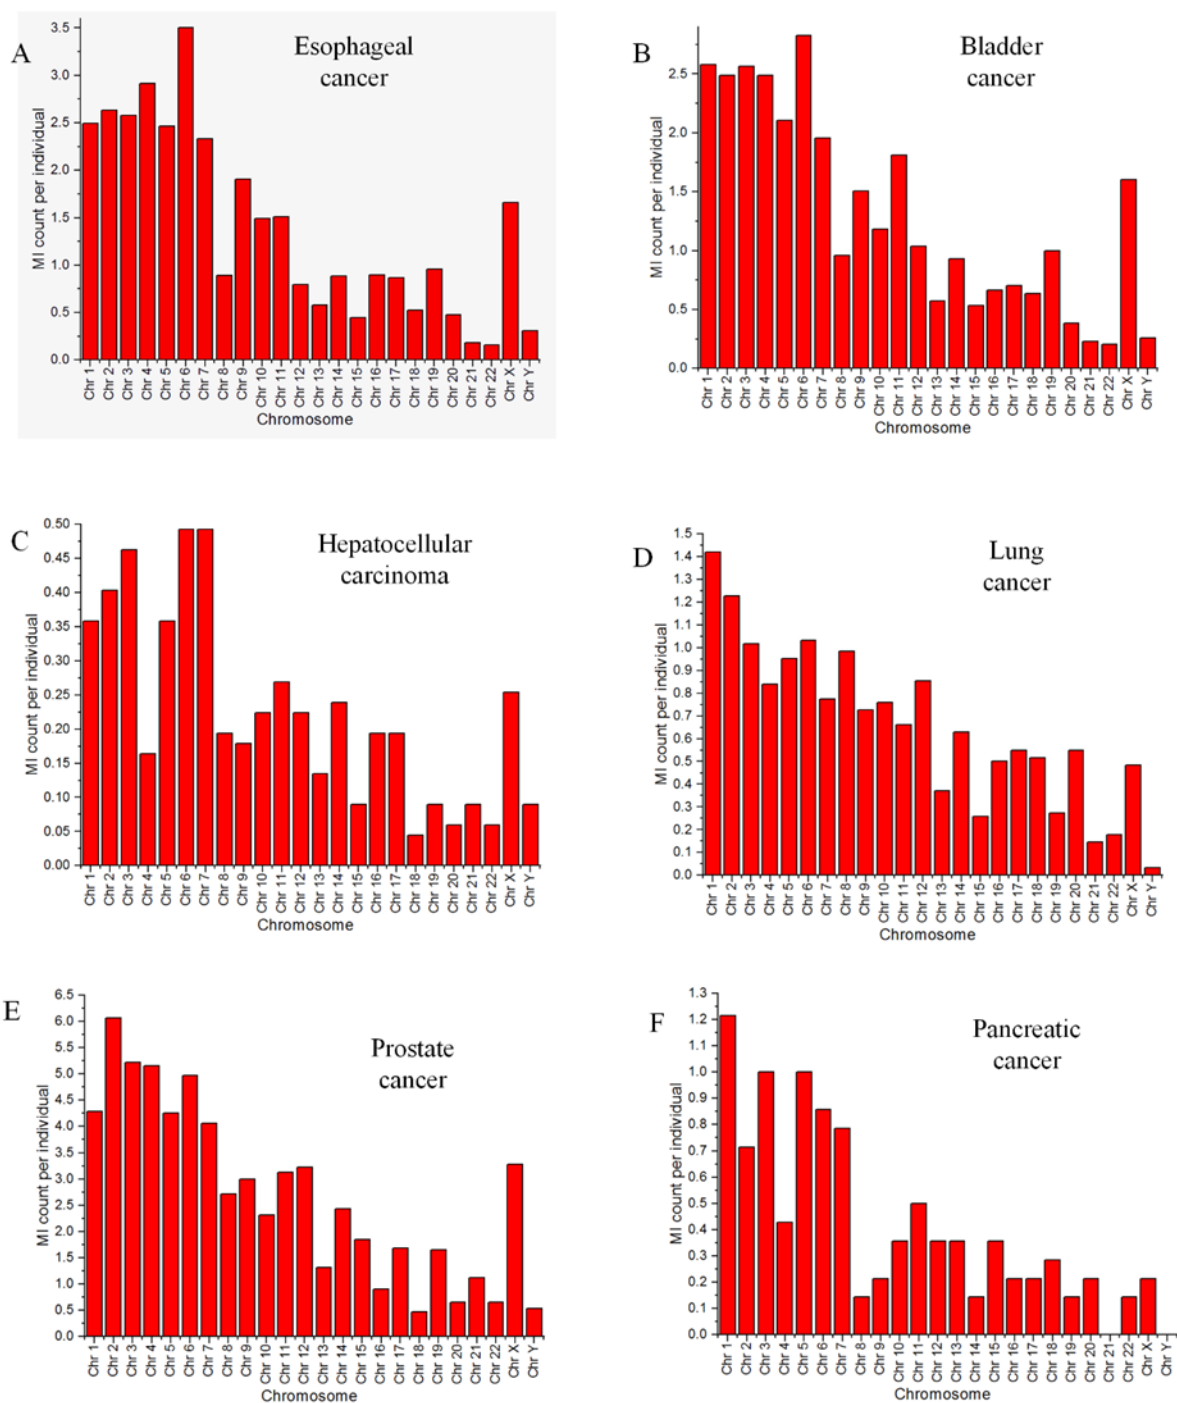 A
Esophageal
cancer
3.5
3.0
2.5
2.0
1.5
1.0
0.5
0.0
MI count per individual
Chr 1
Chr 2
Chr 3
Chr 4
Chr 5
Chr 6
Chr 7
Chr 8
Chr 9
Chr 10
Chr 11
Chr 12
Chr 13
Chr 14
Chr 15
Chr 16
Chr 17
Chr 18
Chr 19
Chr 20
Chr 21
Chr 22
Chr X
Chr Y
Chromosome
B
Bladder
cancer
2.5
2.0
1.5
1.0
0.5
0.0
MI count per individual
Chr 1
Chr 2
Chr 3
Chr 4
Chr 5
Chr 6
Chr 7
Chr 8
Chr 9
Chr 10
Chr 11
Chr 12
Chr 13
Chr 14
Chr 15
Chr 16
Chr 17
Chr 18
Chr 19
Chr 20
Chr 21
Chr 22
Chr X
Chr Y
Chromosome
C
Hepatocellular
carcinoma
0.50
0.45
0.40
0.35
0.30
0.25
0.20
0.15
0.10
0.05
0.00
MI count per individual
Chr 1
Chr 2
Chr 3
Chr 4
Chr 5
Chr 6
Chr 7
Chr 8
Chr 9
Chr 10
Chr 11
Chr 12
Chr 13
Chr 14
Chr 15
Chr 16
Chr 17
Chr 18
Chr 19
Chr 20
Chr 21
Chr 22
Chr X
Chr Y
Chromosome
D
Lung
cancer
1.5
1.4
1.3
1.2
1.1
1.0
0.9
0.8
0.7
0.6
0.5
0.4
0.3
0.2
0.1
0.0
MI count per individual
Chr 1
Chr 2
Chr 3
Chr 4
Chr 5
Chr 6
Chr 7
Chr 8
Chr 9
Chr 10
Chr 11
Chr 12
Chr 13
Chr 14
Chr 15
Chr 16
Chr 17
Chr 18
Chr 19
Chr 20
Chr 21
Chr 22
Chr X
Chr Y
Chromosome
E
Prostate
cancer
6.5
6.0
5.5
5.0
4.5
4.0
3.5
3.0
2.5
2.0
1.5
1.0
0.5
0.0
MI count per individual
Chr 1
Chr 2
Chr 3
Chr 4
Chr 5
Chr 6
Chr 7
Chr 8
Chr 9
Chr 10
Chr 11
Chr 12
Chr 13
Chr 14
Chr 15
Chr 16
Chr 17
Chr 18
Chr 19
Chr 20
Chr 21
Chr 22
Chr X
Chr Y
Chromosome
F
Pancreatic
cancer
1.3
1.2
1.1
1.0
0.9
0.8
0.7
0.6
0.5
0.4
0.3
0.2
0.1
0.0
MI count per individual
Chr 1
Chr 2
Chr 3
Chr 4
Chr 5
Chr 6
Chr 7
Chr 8
Chr 9
Chr 10
Chr 11
Chr 12
Chr 13
Chr 14
Chr 15
Chr 16
Chr 17
Chr 18
Chr 19
Chr 20
Chr 21
Chr 22
Chr X
Chr Y
Chromosome